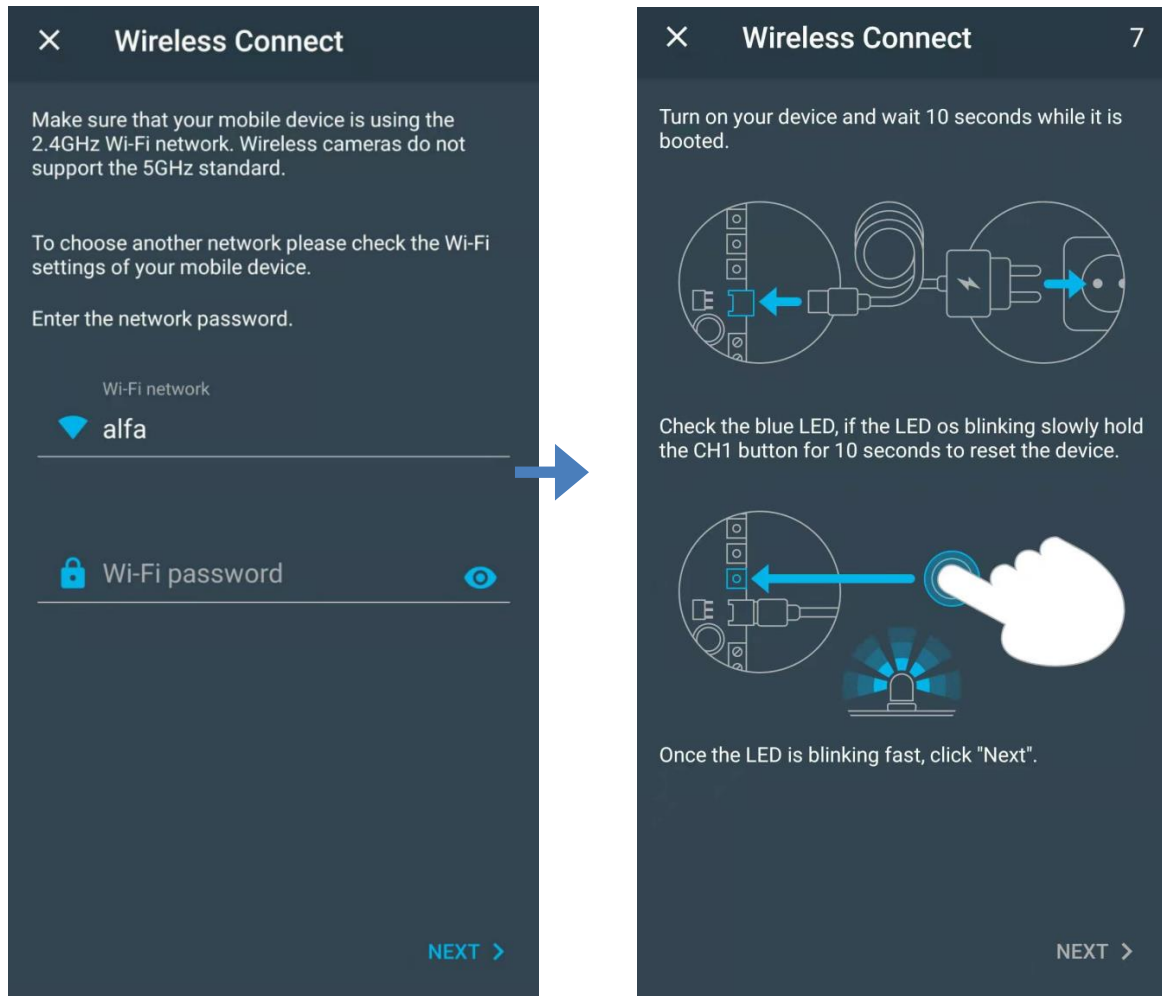 Wireless Connect
Make sure that your mobile device is using the
2.4GHz Wi-Fi network. Wireless cameras do not
support the 5GHz standard.
To choose another network please check the Wi-Fi
settings of your mobile device.
Enter the network password.
Wi-Fi network
alfa
Wi-Fi password
NEXT
Wireless Connect
7
Turn on your device and wait 10 seconds while it is
booted.
Check the blue LED, if the LED os blinking slowly hold
the CH1 button for 10 seconds to reset the device.
Once the LED is blinking fast, click "Next".
NEXT